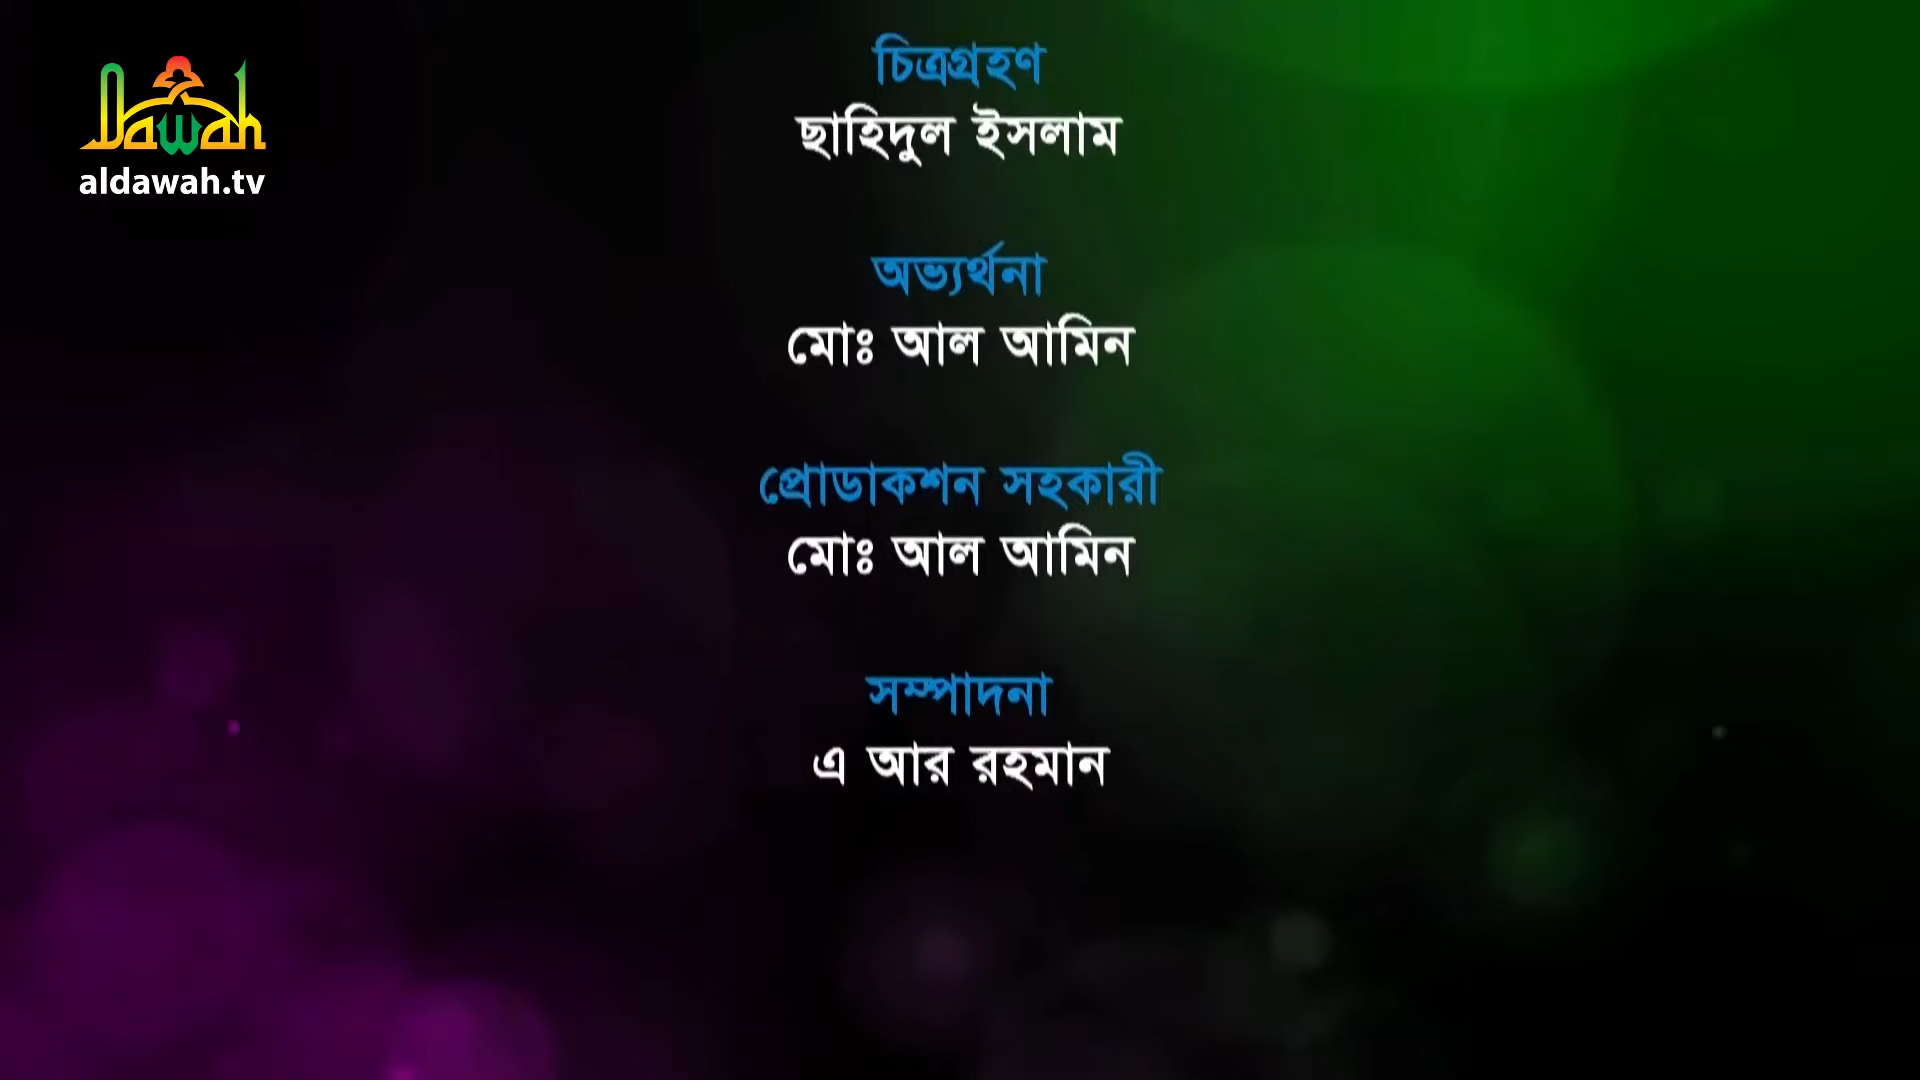 Dawah
aldawah.tv
চিত্রগ্রহণ
ছাহিদুল ইসলাম
অভ্যর্থনা
মোঃ আল আমিন
প্রোডাকশন সহকারী
মোঃ আল আমিন
সম্পাদনা
এ আর রহমান